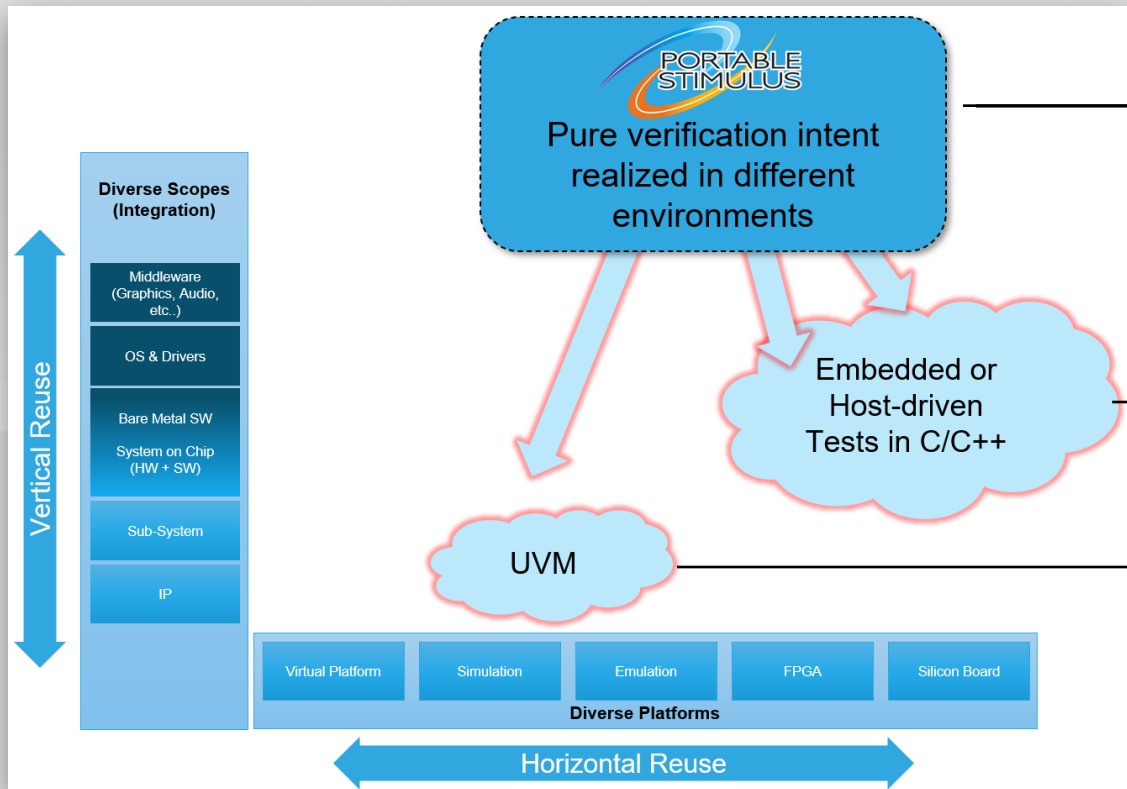 PORTABLE
STIMULUS
Pure verification intent
realized in different
environments
Diverse Scopes
(Integration)
Middleware
(Graphics, Audio,
etc..)
OS & Drivers
Bare Metal SW
System on Chip
(HW + SW)
Sub-System
IP
Vertical Reuse
Embedded or
Host-driven
Tests in C/C++
UVM
Virtual Platform
Simulation
Emulation
FPGA
Silicon Board
Diverse Platforms
Horizontal Reuse